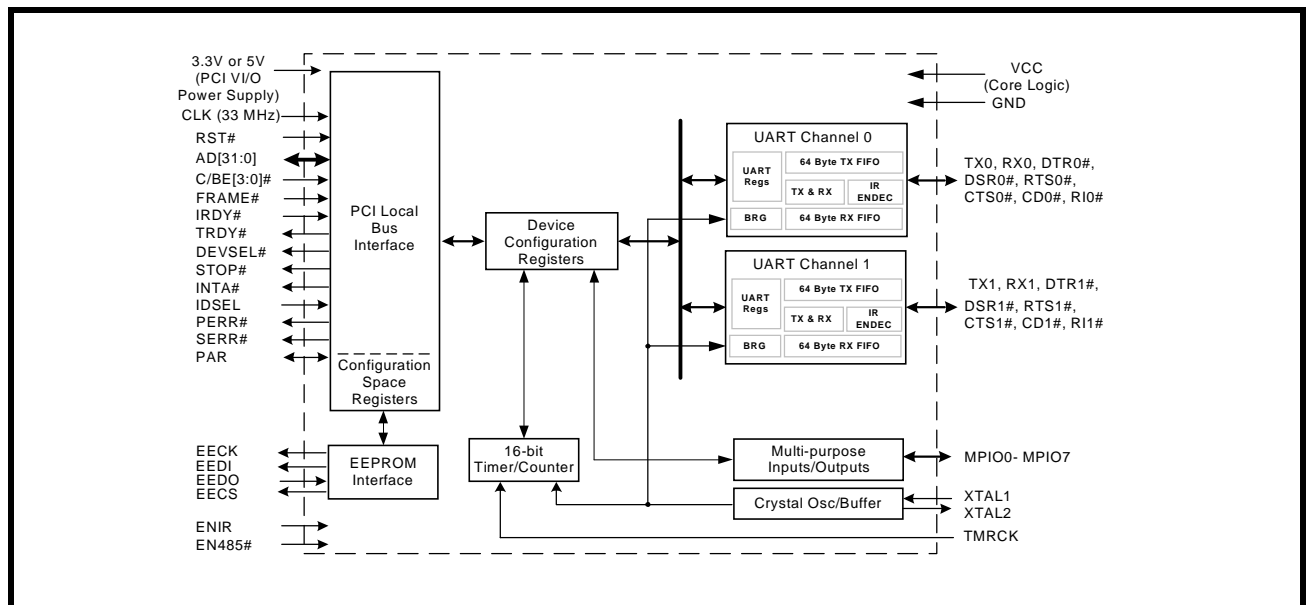 3.3V or 5V
(PCI VI/O
Power Supply)
CLK (33 MHz)
RST#
AD[31:0]
C/BE[3:0]#
FRAME#
IRDY#
TRDY#
DEVSEL#
STOP#
INTA#
IDSEL
PERR#
SERR#
PAR
EECK
EEDI
EEDO
EECS
ENIR
EN485#
PCI Local
Bus
Interface
Configuration
Space
Registers
EEPROM
Interface
Device
Configuration
Registers
16-bit
Timer/Counter
UART Channel 0
UART
Regs
64 Byte TX FIFO
TX & RX
IR
ENDEC
BRG
64 Byte RX FIFO
UART Channel 1
UART
Regs
64 Byte TX FIFO
TX & RX
IR
ENDEC
BRG
64 Byte RX FIFO
Multi-purpose
Inputs/Outputs
Crystal Osc/Buffer
VCC
(Core Logic)
GND
TX0, RX0, DTR0#,
DSR0#, RTS0#,
CTS0#, CD0#, RI0#
TX1, RX1, DTR1#,
DSR1#, RTS1#,
CTS1#, CD1#, RI1#
MPIO0- MPIO7
XTAL1
XTAL2
TMRCK